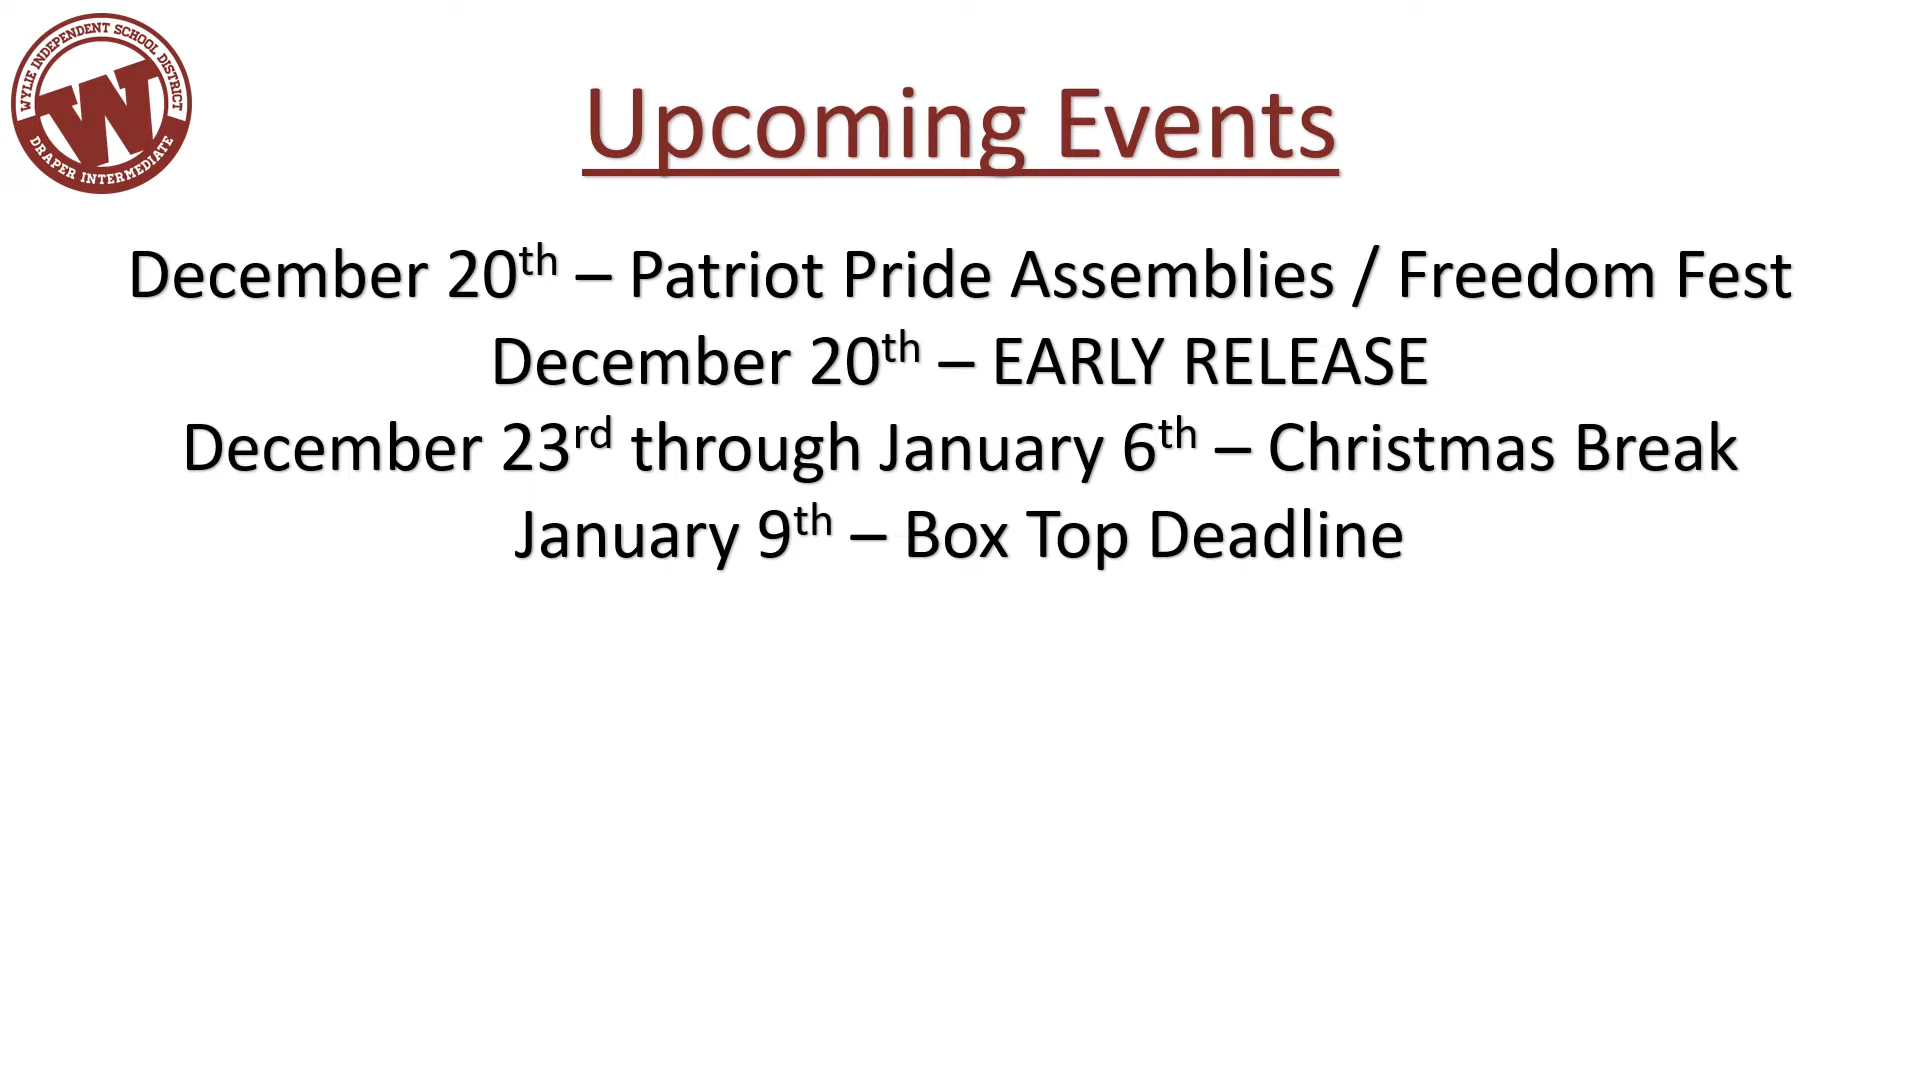 WYLIE INDEPENDENT SCHOOL DISTRICT
W
DRAPER INTERMEDIATE
Upcoming Events
December 20th – Patriot Pride Assemblies / Freedom Fest
December 20th – EARLY RELEASE
December 23rd through January 6th – Christmas Break
January 9th – Box Top Deadline